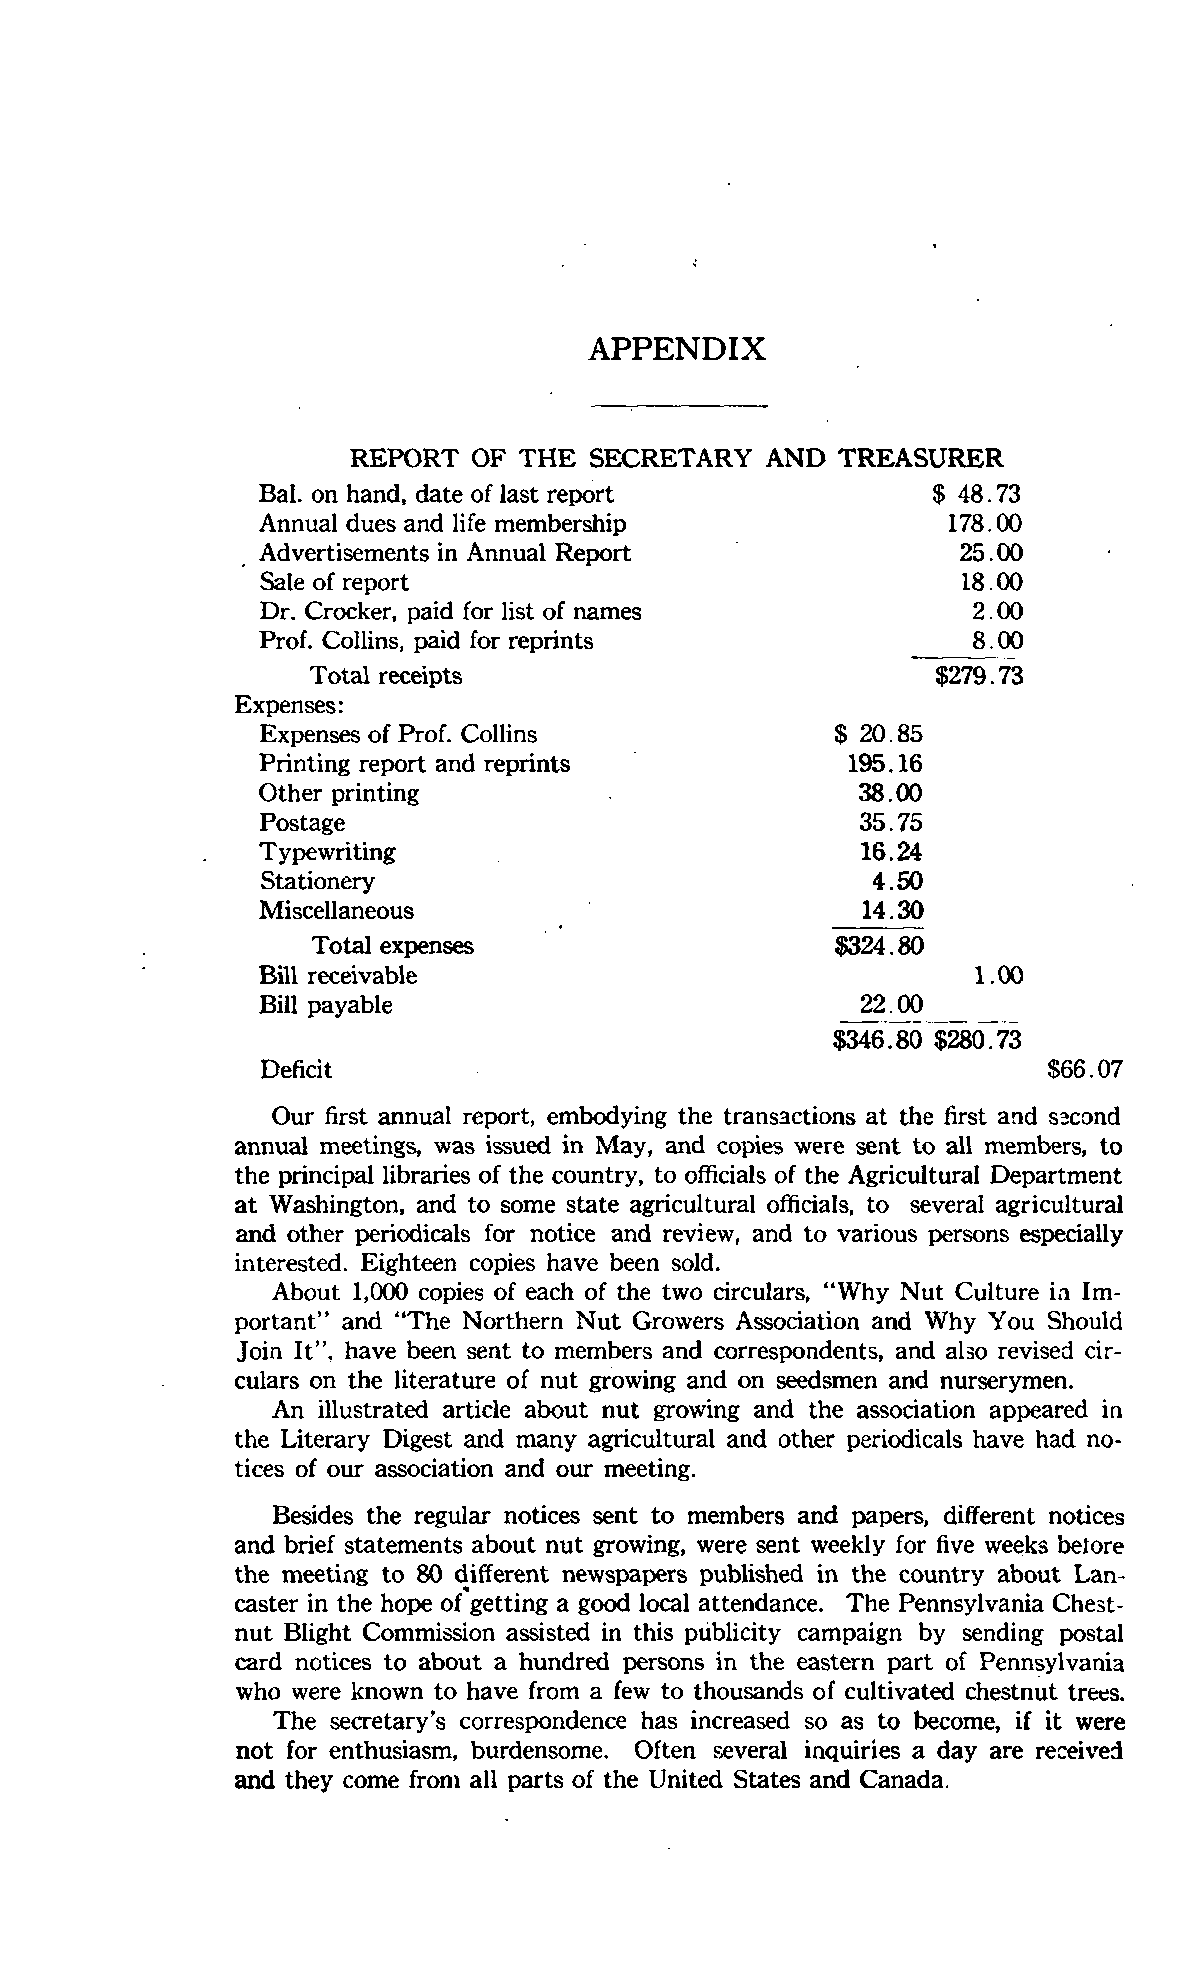 APPENDIX
REPORT OF THE SECRETARY AND TREASURER
Bal. on hand, date of last report $ 48.73
Annual dues and life membership 178.00
Advertisements in Annual Report 25.00
Sale of report 18.00
Dr. Crocker, paid for list of names 2.00
Prof. Collins, paid for reprints 8.00
Total receipts $279.73
Expenses:
Expenses of Prof. Collins $ 20.85
Printing report and reprints 195.16
Other printing 38.00
Postage 35.75
Typewriting 16.24
Stationery 4.50
Miscellaneous 14.30
Total expenses $324.80
Bill receivable 1.00
Bill payable 22.00
$346.80 $280.73
Deficit $66.07
Our first annual report, embodying the transactions at the first and second
annual meetings, was issued in May, and copies were sent to all members, to
the principal libraries of the country, to officials of the Agricultural Department
at Washington, and to some state agricultural officials, to several agricultural
and other periodicals for notice and review, and to various persons especially
interested. Eighteen copies have been sold.
About 1,000 copies of each of the two circulars, "Why Nut Culture in Im-
portant" and "The Northern Nut Growers Association and Why You Should
Join It", have been sent to members and correspondents, and also revised cir-
culars on the literature of nut growing and on seedsmen and nurserymen.
An illustrated article about nut growing and the association appeared in
the Literary Digest and many agricultural and other periodicals have had no-
tices of our association and our meeting.
Besides the regular notices sent to members and papers, different notices
and brief statements about nut growing, were sent weekly for five weeks before
the meeting to 80 different newspapers published in the country about Lan-
caster in the hope of getting a good local attendance. The Pennsylvania Chest-
nut Blight Commission assisted in this publicity campaign by sending postal
card notices to about a hundred persons in the eastern part of Pennsylvania
who were known to have from a few to thousands of cultivated chestnut trees.
The secretary's correspondence has increased so as to become, if it were
not for enthusiasm, burdensome. Often several inquiries a day are received
and they come from all parts of the United States and Canada.